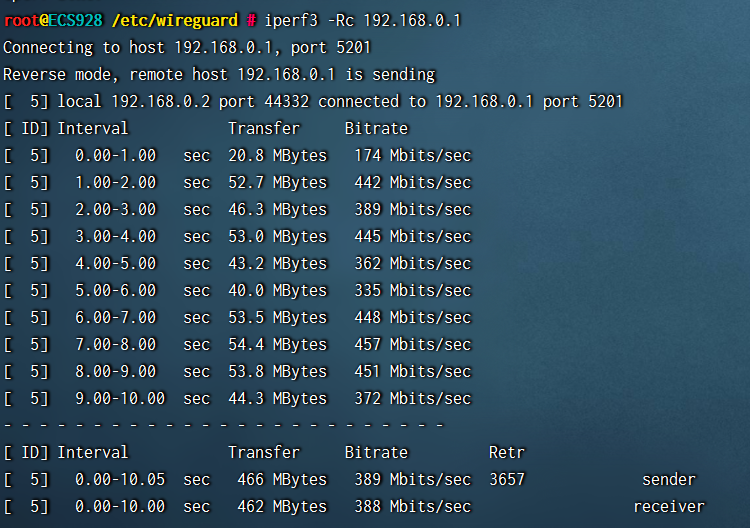 root@ECS928 /etc/wireguard # iperf3 -Rc 192.168.0.1
Connecting to host 192.168.0.1, port 5201
Reverse mode, remote host 192.168.0.1 is sending
[  5] local 192.168.0.2 port 44332 connected to 192.168.0.1 port 5201
[ ID] Interval           Transfer     Bitrate
[  5]   0.00-1.00   sec  20.8 MBytes   174 Mbits/sec
[  5]   1.00-2.00   sec  52.7 MBytes   442 Mbits/sec
[  5]   2.00-3.00   sec  46.3 MBytes   389 Mbits/sec
[  5]   3.00-4.00   sec  53.0 MBytes   445 Mbits/sec
[  5]   4.00-5.00   sec  43.2 MBytes   362 Mbits/sec
[  5]   5.00-6.00   sec  40.0 MBytes   335 Mbits/sec
[  5]   6.00-7.00   sec  53.5 MBytes   448 Mbits/sec
[  5]   7.00-8.00   sec  54.4 MBytes   457 Mbits/sec
[  5]   8.00-9.00   sec  53.8 MBytes   451 Mbits/sec
[  5]   9.00-10.00  sec  44.3 MBytes   372 Mbits/sec
- - - - - - - - - - - - - - - - - - - - - - - - -
[ ID] Interval           Transfer     Bitrate         Retr
[  5]   0.00-10.05  sec   466 MBytes   389 Mbits/sec  3657             sender
[  5]   0.00-10.00  sec   462 MBytes   388 Mbits/sec                  receiver